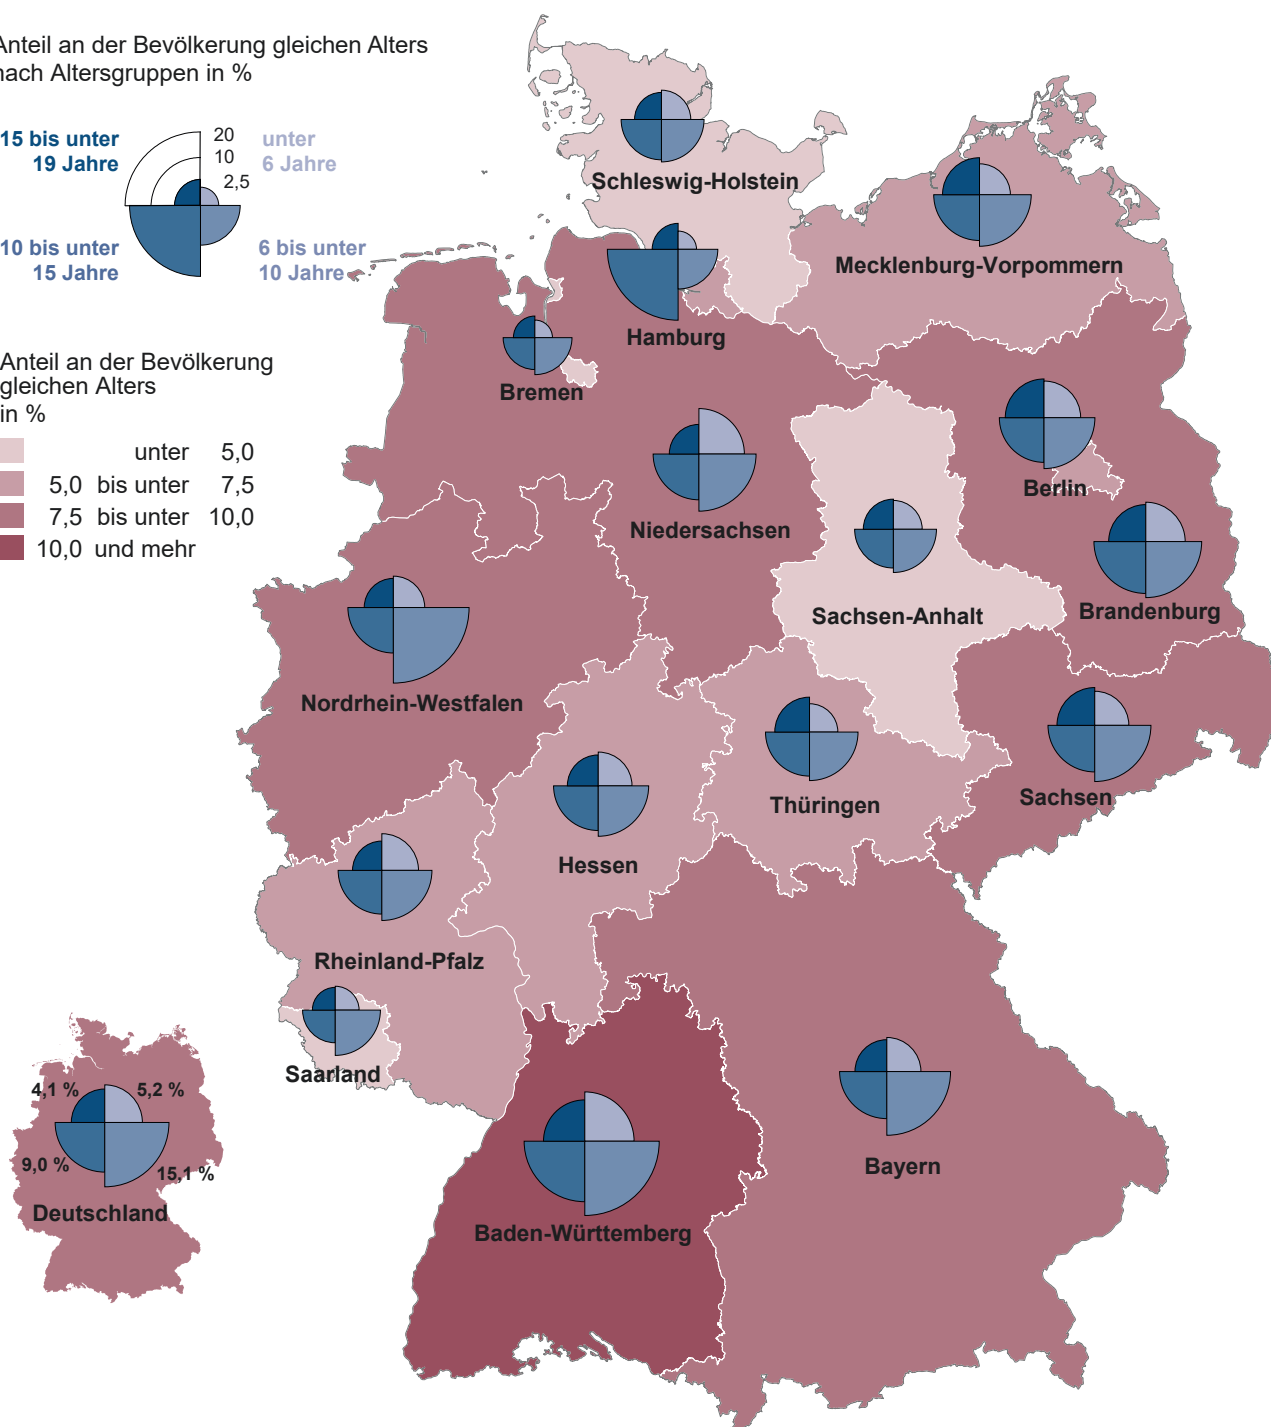 Anteil an der Bevölkerung gleichen Alters
nach Altersgruppen in %
15 bis unter
19 Jahre
20
10
2,5
unter
6 Jahre
10 bis unter
15 Jahre
6 bis unter
10 Jahre
Anteil an der Bevölkerung
gleichen Alters
in %
unter 5,0
5,0 bis unter 7,5
7,5 bis unter 10,0
10,0 und mehr
Schleswig-Holstein
Mecklenburg-Vorpommern
Hamburg
Bremen
Berlin
Niedersachsen
Brandenburg
Sachsen-Anhalt
Nordrhein-Westfalen
Sachsen
Thüringen
Hessen
Rheinland-Pfalz
Saarland
Bayern
Baden-Württemberg
4,1 %
5,2 %
9,0 %
15,1 %
Deutschland